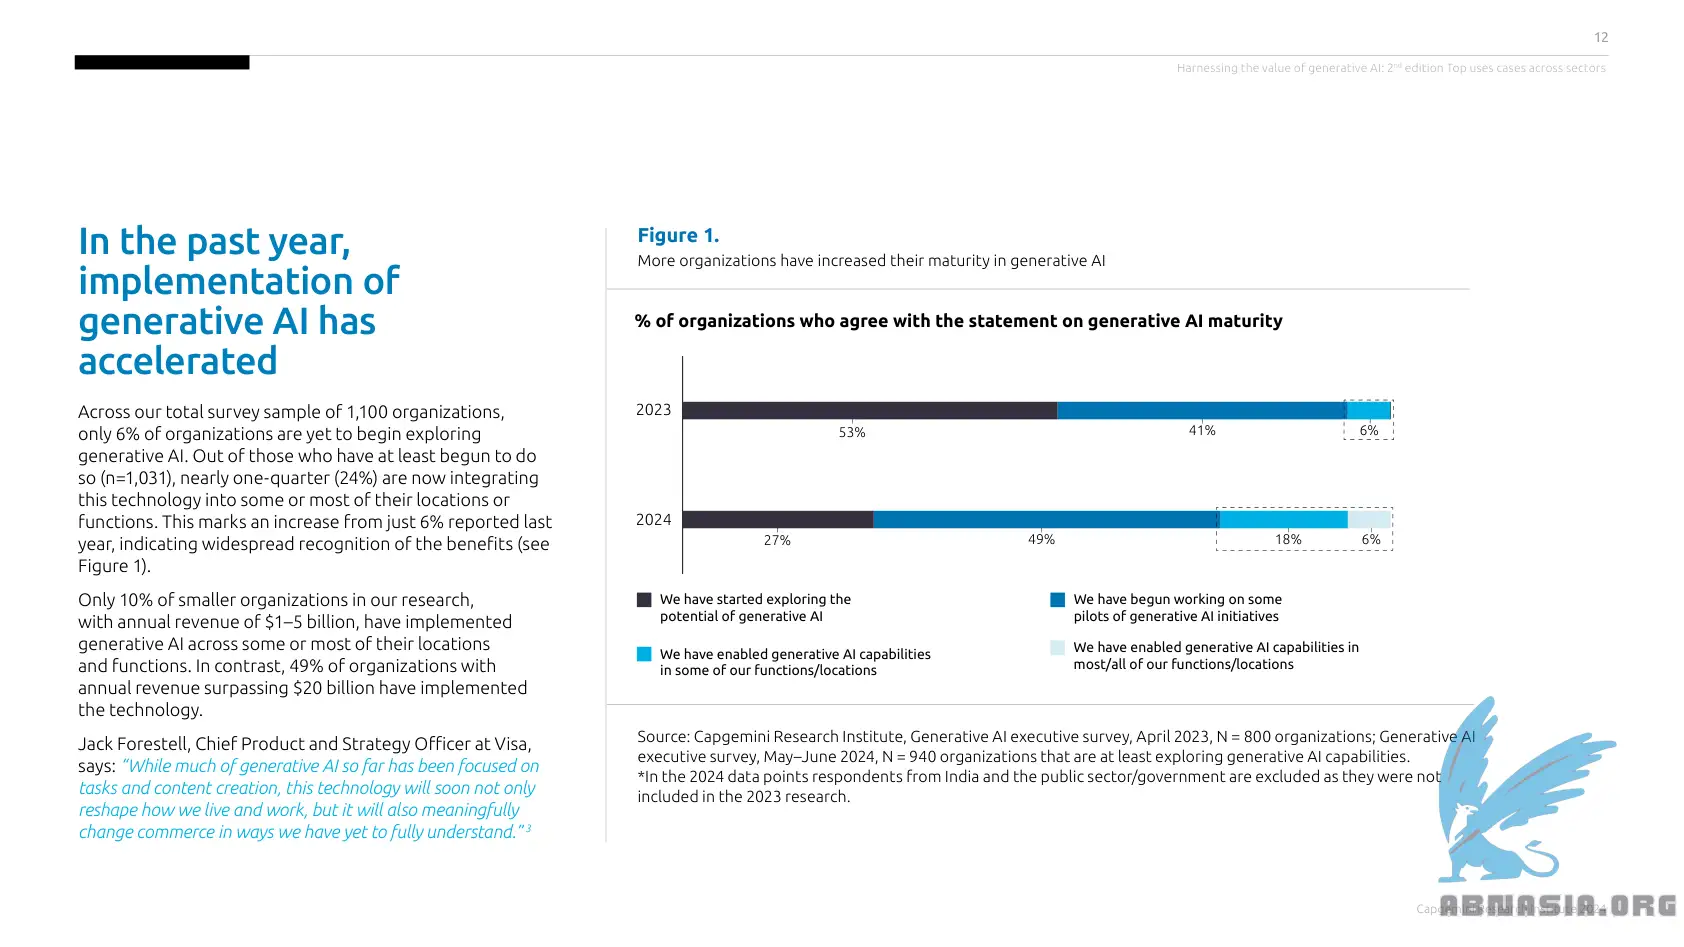 12
Harnessing the value of generative AI: 2nd edition Top uses cases across sectors
In the past year,
implementation of
generative AI has
accelerated
Across our total survey sample of 1,100 organizations,
only 6% of organizations are yet to begin exploring
generative AI. Out of those who have at least begun to do
so (n=1,031), nearly one-quarter (24%) are now integrating
this technology into some or most of their locations or
functions. This marks an increase from just 6% reported last
year, indicating widespread recognition of the benefits (see
Figure 1).
Only 10% of smaller organizations in our research,
with annual revenue of $1–5 billion, have implemented
generative AI across some or most of their locations
and functions. In contrast, 49% of organizations with
annual revenue surpassing $20 billion have implemented
the technology.
Jack Forestell, Chief Product and Strategy Officer at Visa,
says: “While much of generative AI so far has been focused on
tasks and content creation, this technology will soon not only
reshape how we live and work, but it will also meaningfully
change commerce in ways we have yet to fully understand.” 3
Figure 1.
More organizations have increased their maturity in generative AI
% of organizations who agree with the statement on generative AI maturity
2023
53%
41%
6%
2024
27%
49%
18%
6%
We have started exploring the
potential of generative AI
We have begun working on some
pilots of generative AI initiatives
We have enabled generative AI capabilities
in some of our functions/locations
We have enabled generative AI capabilities in
most/all of our functions/locations
Source: Capgemini Research Institute, Generative AI executive survey, April 2023, N = 800 organizations; Generative AI
executive survey, May–June 2024, N = 940 organizations that are at least exploring generative AI capabilities.
*In the 2024 data points respondents from India and the public sector/government are excluded as they were not
included in the 2023 research.
Capgemini Research Institute 2024
ABNASIA.ORG